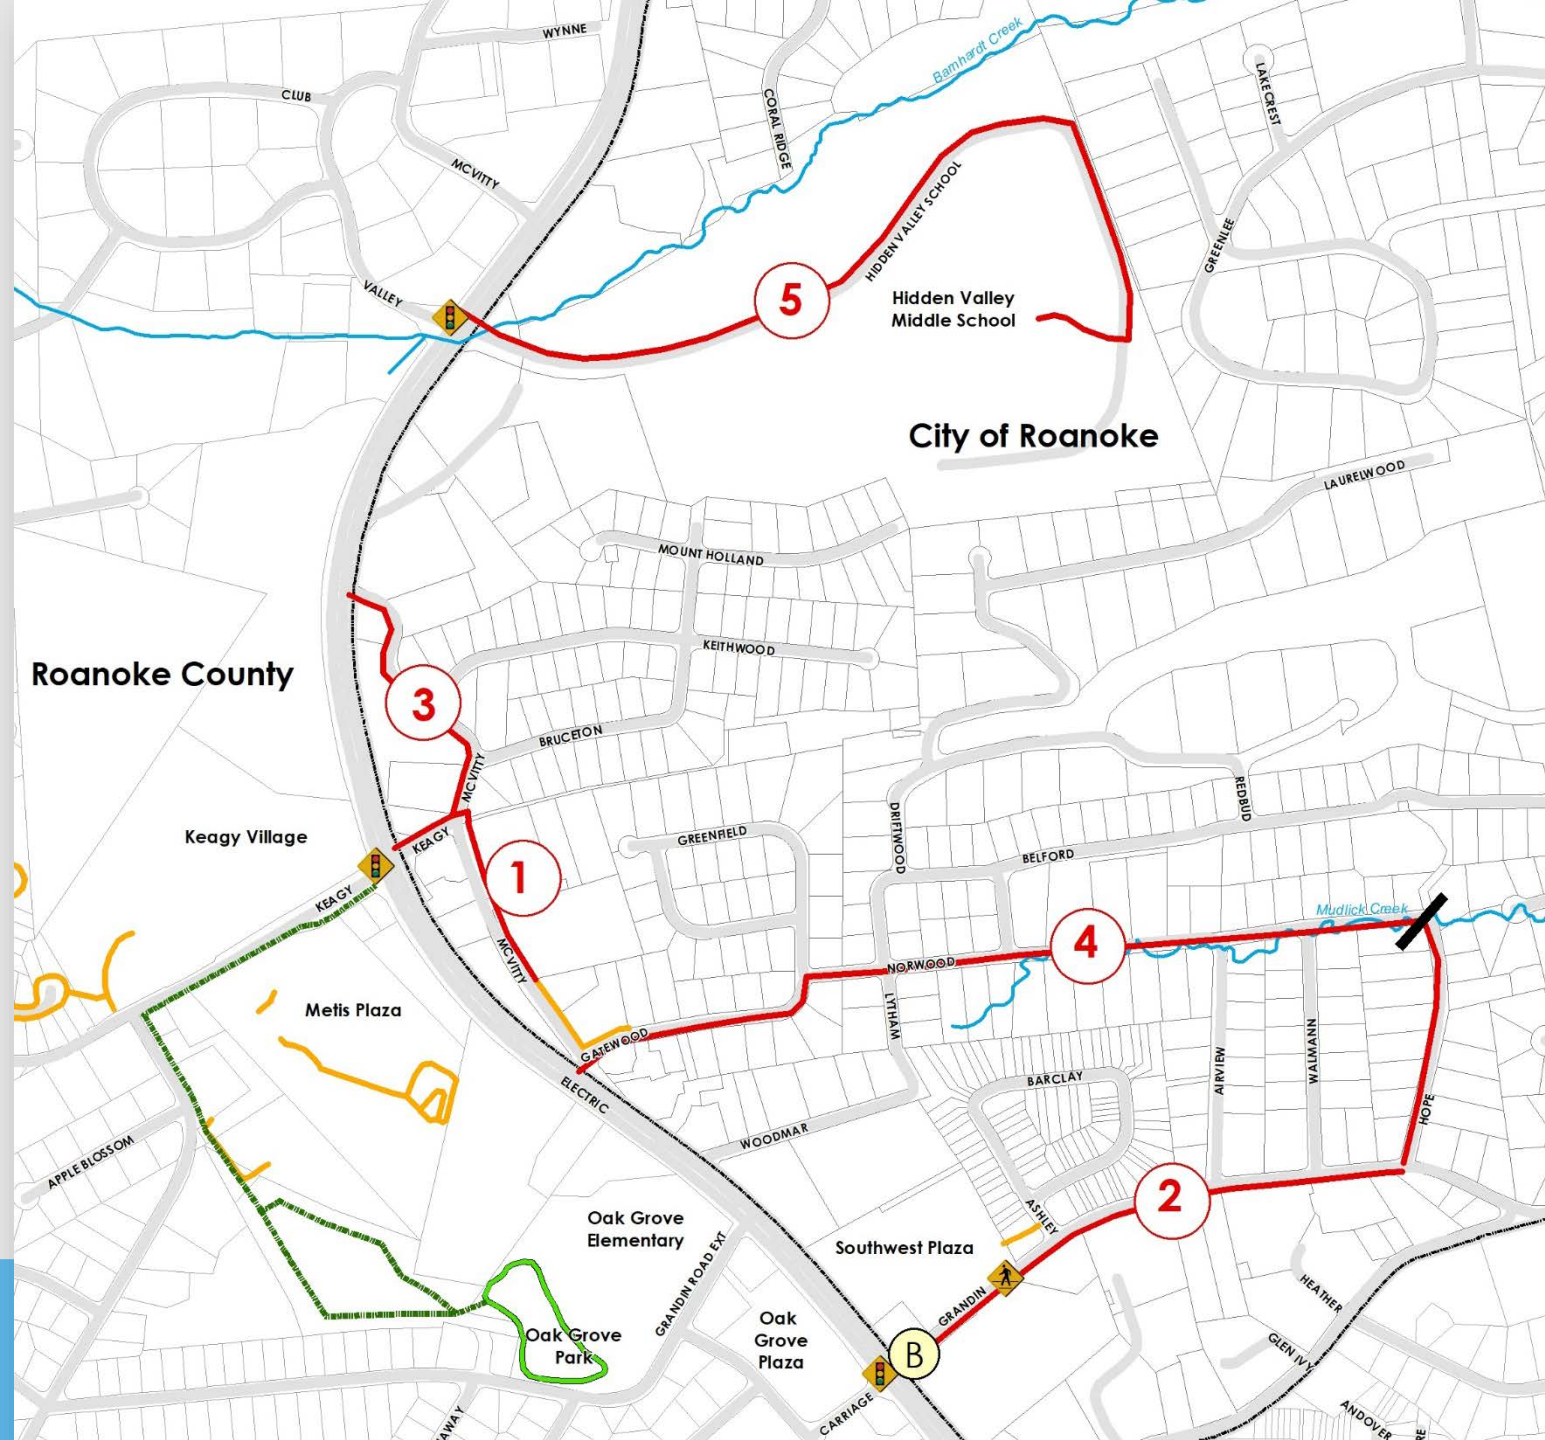 WYNNE
Barnhardt Creek
CLUB
CORAL RIDGE
LAKECREST
MCVITTY
HIDDEN VALLEY SCHOOL
GREENLEE
VALLEY
5
Hidden Valley
Middle School
City of Roanoke
LAURELWOOD
MOUNT HOLLAND
KEITHWOOD
Roanoke County
3
BRUCETON
MCVITTY
REDBUD
DRIFTWOOD
Keagy Village
KEAGY
GREENFIELD
BELFORD
1
KEAGY
Mudlick Creek
4
MCVITTY
NORWOOD
Metis Plaza
LYTHAM
GATEWOOD
ELECTRIC
BARCLAY
AIRVIEW
WALMANN
HOPE
WOODMAR
APPLE BLOSSOM
2
Oak Grove
Elementary
ASHLEY
Southwest Plaza
GRANDIN ROAD EXT
GRANDIN
HEATHER
Oak
Grove
Plaza
Oak Grove
Park
B
GLEN IVY
CARRIAGE
ANDOVER
AWAY
RE